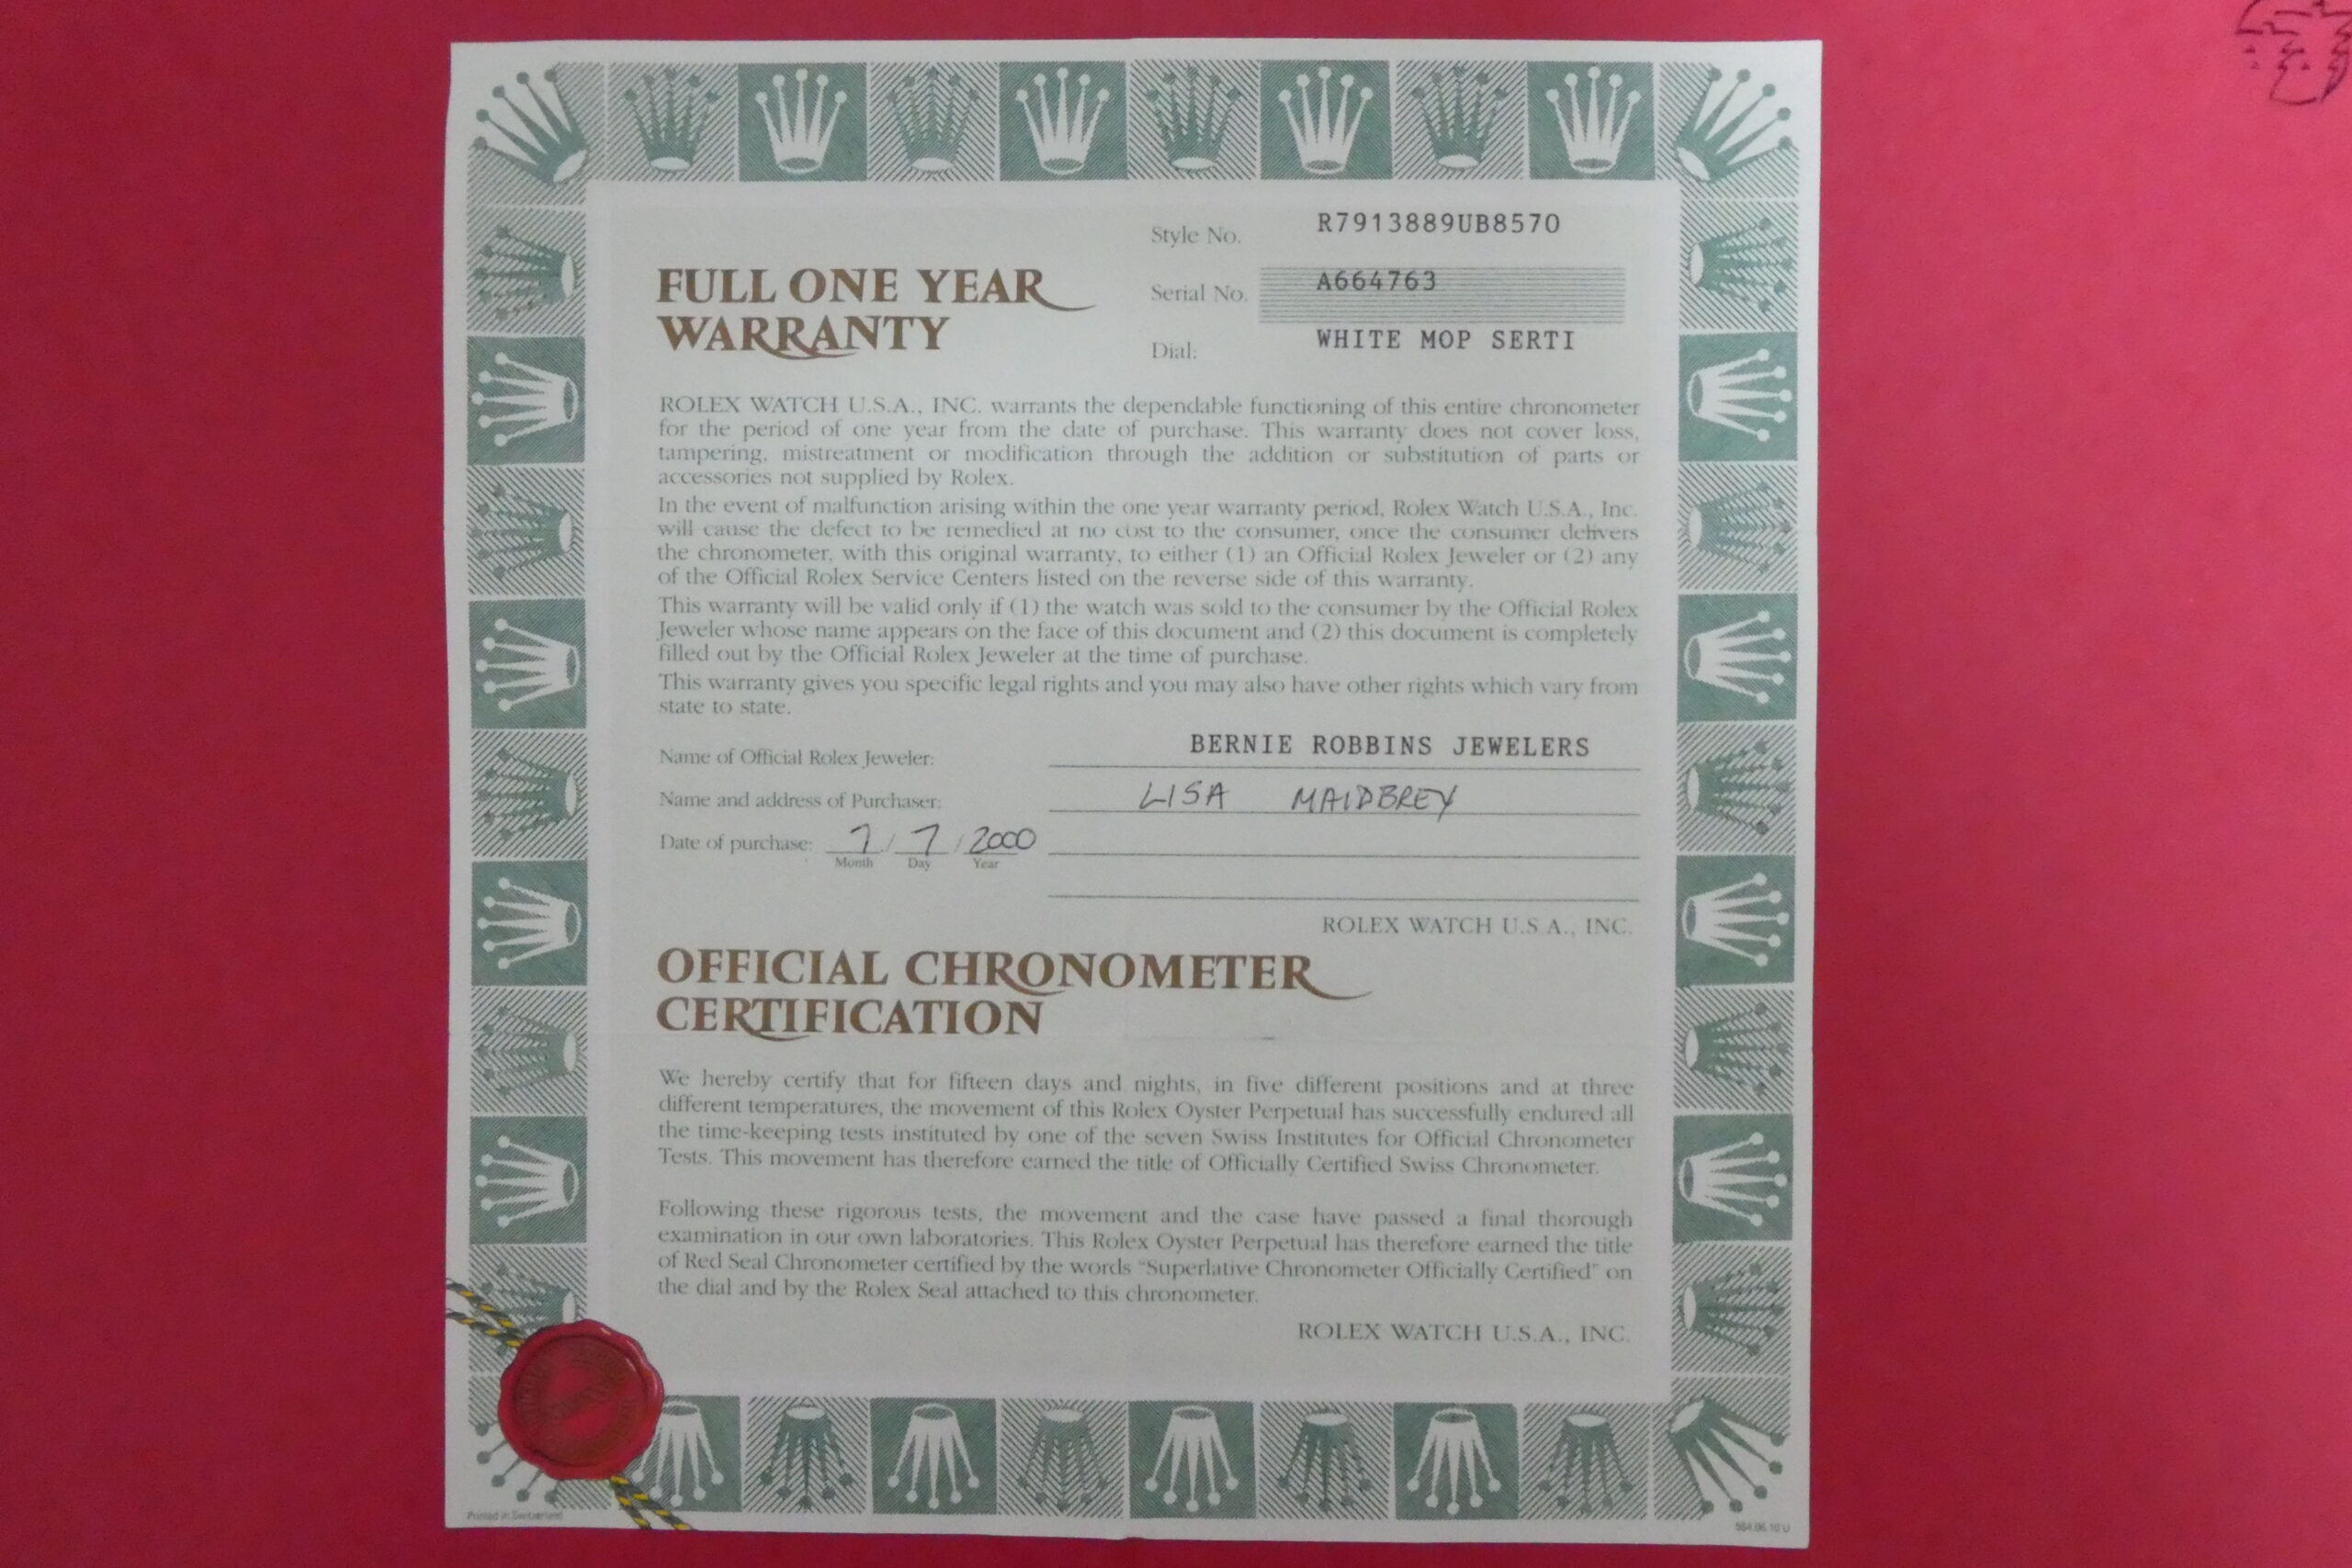 Style No. R7913889UB8570
FULL ONE YEAR
WARRANTY
Serial No. A664763
Dial: WHITE MOP SERTI
ROLEX WATCH U.S.A., INC. warrants the dependable functioning of this entire chronometer
for the period of one year from the date of purchase. This warranty does not cover loss,
tampering, mistreatment or modification through the addition or substitution of parts or
accessories not supplied by Rolex.
In the event of malfunction arising within the one year warranty period, Rolex Watch U.S.A., Inc.
will cause the defect to be remedied at no cost to the consumer, once the consumer delivers
the chronometer, with this original warranty, to either (1) an Official Rolex Jeweler or (2) any
of the Official Rolex Service Centers listed on the reverse side of this warranty.
This warranty will be valid only if (1) the watch was sold to the consumer by the Official Rolex
Jeweler whose name appears on the face of this document and (2) this document is completely
filled out by the Official Rolex Jeweler at the time of purchase.
This warranty gives you specific legal rights and you may also have other rights which vary from
state to state.
Name of Official Rolex Jeweler: BERNIE ROBBINS JEWELERS
Name and address of Purchaser: LISA MAIDBREY
Date of purchase: 7 / 7 / 2000
Month Day Year
ROLEX WATCH U.S.A., INC.
OFFICIAL CHRONOMETER
CERTIFICATION
We hereby certify that for fifteen days and nights, in five different positions and at three
different temperatures, the movement of this Rolex Oyster Perpetual has successfully endured all
the time-keeping tests instituted by one of the seven Swiss Institutes for Official Chronometer
Tests. This movement has therefore earned the title of Officially Certified Swiss Chronometer.
Following these rigorous tests, the movement and the case have passed a final thorough
examination in our own laboratories. This Rolex Oyster Perpetual has therefore earned the title
of Red Seal Chronometer certified by the words "Superlative Chronometer Officially Certified" on
the dial and by the Rolex Seal attached to this chronometer.
ROLEX WATCH U.S.A., INC.
Printed in Switzerland
564.06.10 U